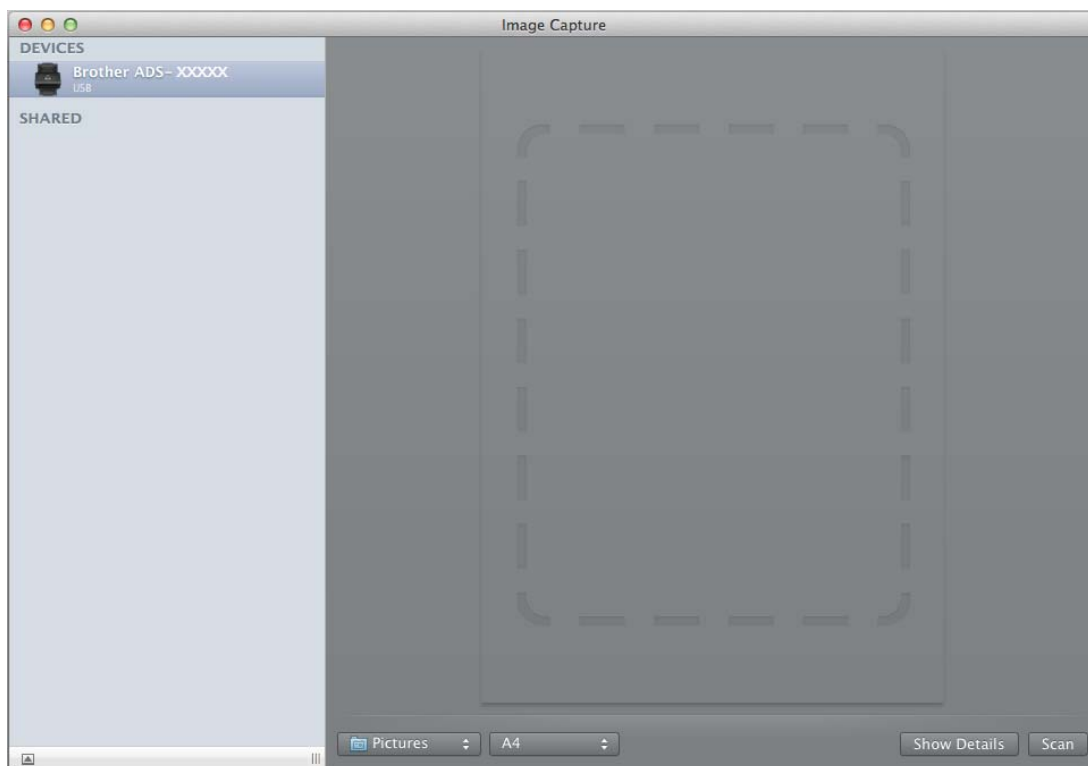 Image Capture
DEVICES
Brother ADS- XXXXX
USB
SHARED
Pictures
A4
Show Details
Scan